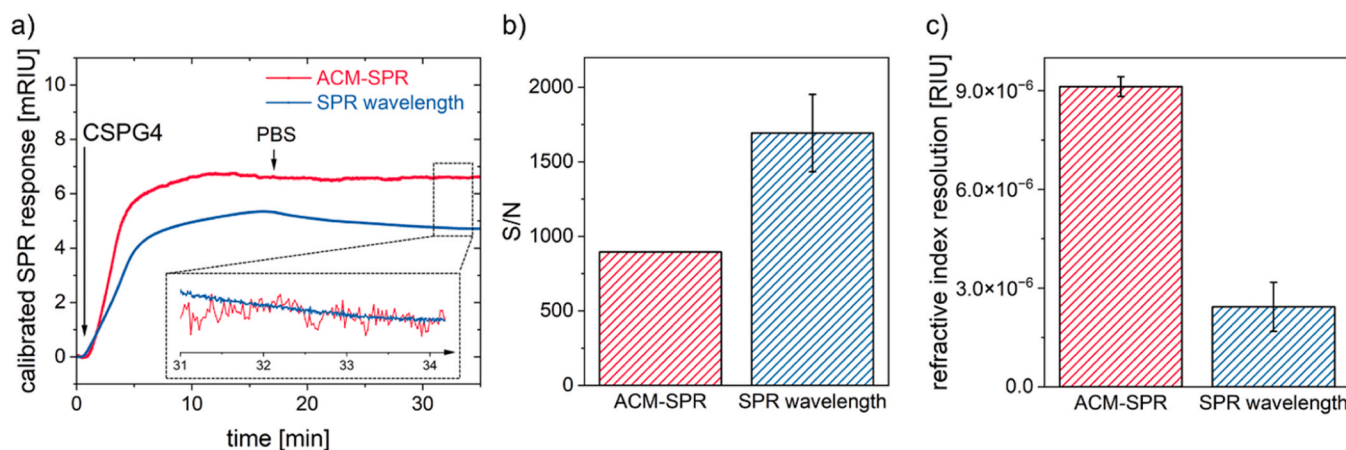 a)
calibrated SPR response [mRIU]
10
8
6
4
2
0
ACM-SPR
SPR wavelength
CSPG4
PBS
31
32
33
34
0
10
20
30
time [min]
b)
S/N
2000
1500
1000
500
0
ACM-SPR
SPR wavelength
c)
refractive index resolution [RIU]
9.0×10⁻⁶
6.0×10⁻⁶
3.0×10⁻⁶
0.0
ACM-SPR
SPR wavelength